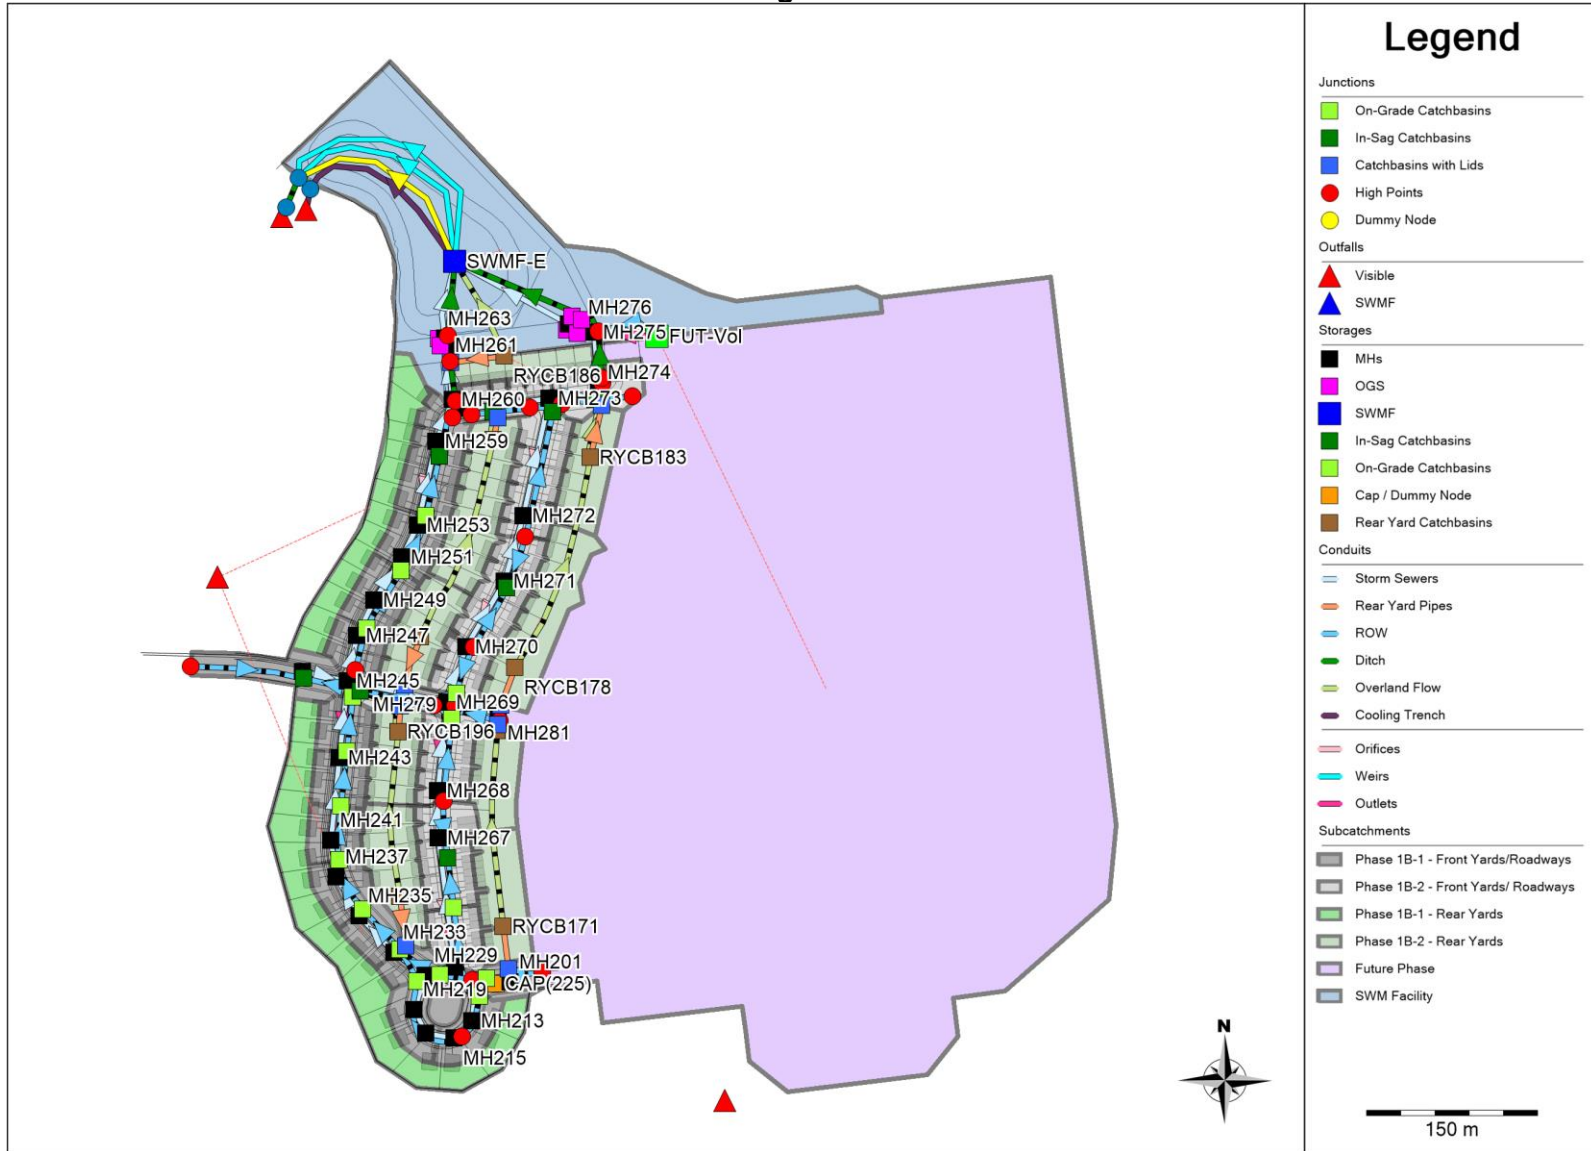 SWMF-E
MH276
MH263
MH275
FUT-Vol
MH261
RYCB186
MH274
MH260
MH273
MH259
RYCB183
MH272
MH253
MH251
MH271
MH249
MH247
MH270
MH245
RYCB178
MH279
MH269
RYCB196
MH281
MH243
MH268
MH241
MH267
MH237
MH235
RYCB171
MH233
MH229
MH201
MH219
CAP(225)
MH213
MH215
N
150 m
Legend
Junctions
On-Grade Catchbasins
In-Sag Catchbasins
Catchbasins with Lids
High Points
Dummy Node
Outfalls
Visible
SWMF
Storages
MHs
OGS
SWMF
In-Sag Catchbasins
On-Grade Catchbasins
Cap / Dummy Node
Rear Yard Catchbasins
Conduits
Storm Sewers
Rear Yard Pipes
ROW
Ditch
Overland Flow
Cooling Trench
Orifices
Weirs
Outlets
Subcatchments
Phase 1B-1 - Front Yards/Roadways
Phase 1B-2 - Front Yards/ Roadways
Phase 1B-1 - Rear Yards
Phase 1B-2 - Rear Yards
Future Phase
SWM Facility